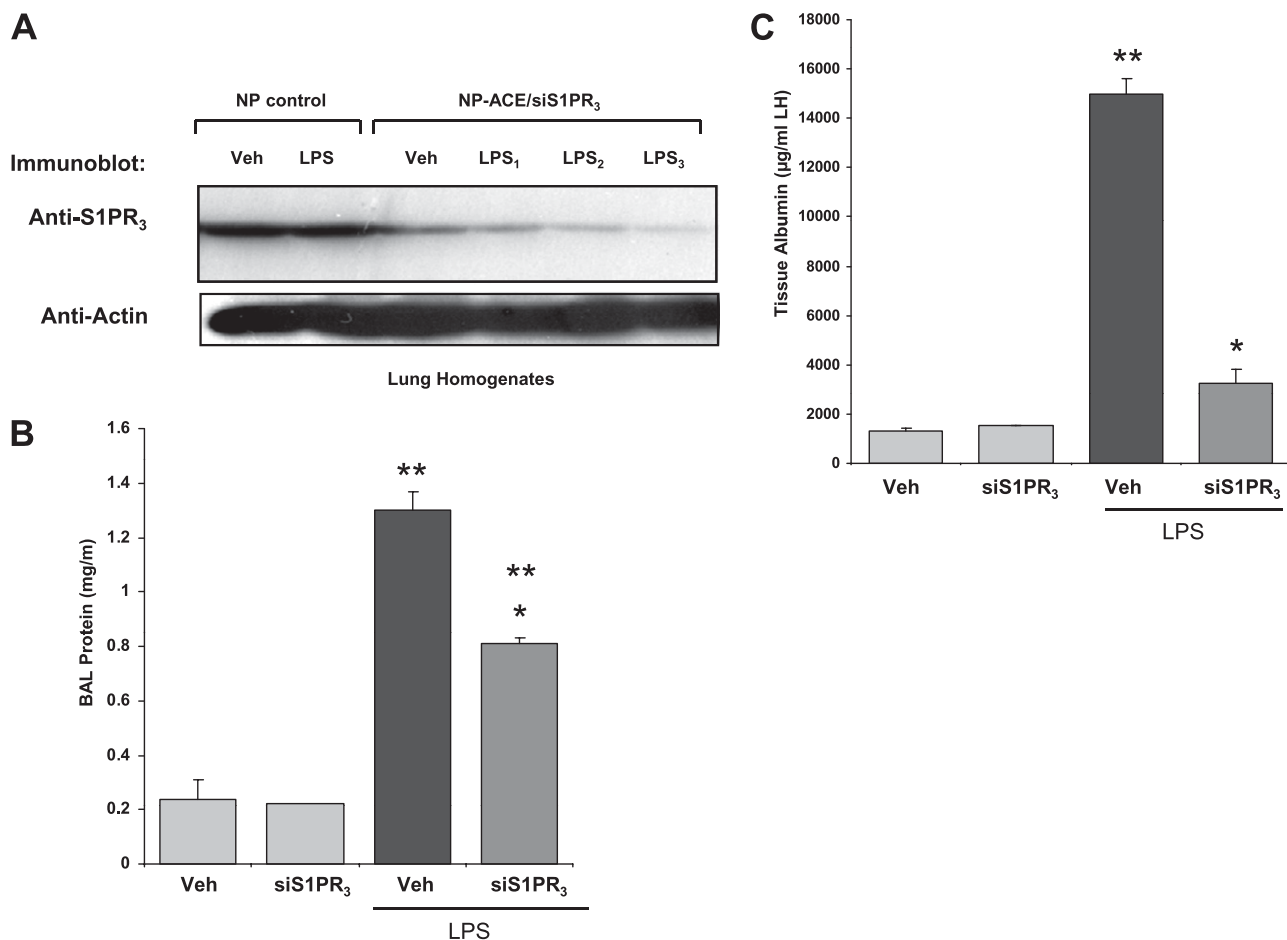 A
NP control NP-ACE/siS1PR3
Immunoblot: Veh LPS Veh LPS1 LPS2 LPS3
Anti-S1PR3
Anti-Actin
Lung Homogenates
B
1.6
1.4
1.2
1
0.8
0.6
0.4
0.2
0
BAL Protein (mg/m)
**
**
*
Veh siS1PR3 Veh siS1PR3
LPS
C
18000
16000
14000
12000
10000
8000
6000
4000
2000
0
Tissue Albumin (µg/ml LH)
**
*
Veh siS1PR3 Veh siS1PR3
LPS